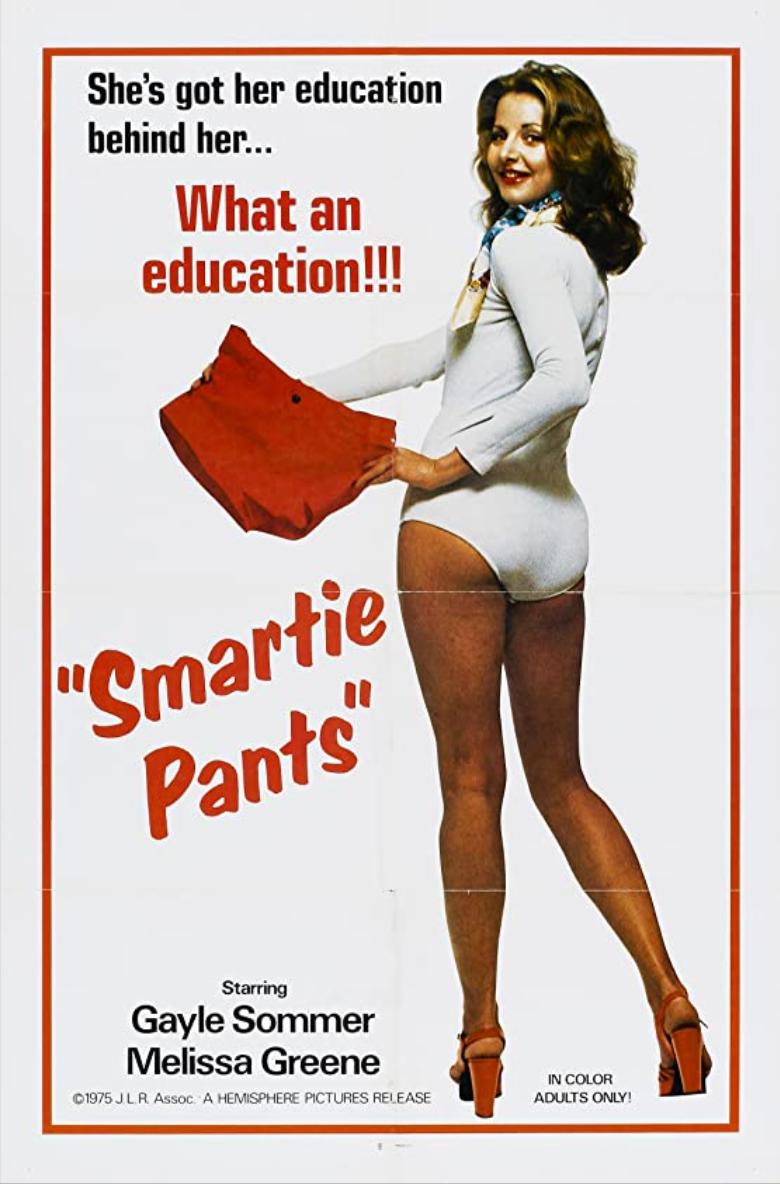 She's got her education
behind her...
What an
education!!!
"Smartie
Pants"
Starring
Gayle Sommer
Melissa Greene
©1975 J.L.R. Assoc. A HEMISPHERE PICTURES RELEASE
IN COLOR
ADULTS ONLY!